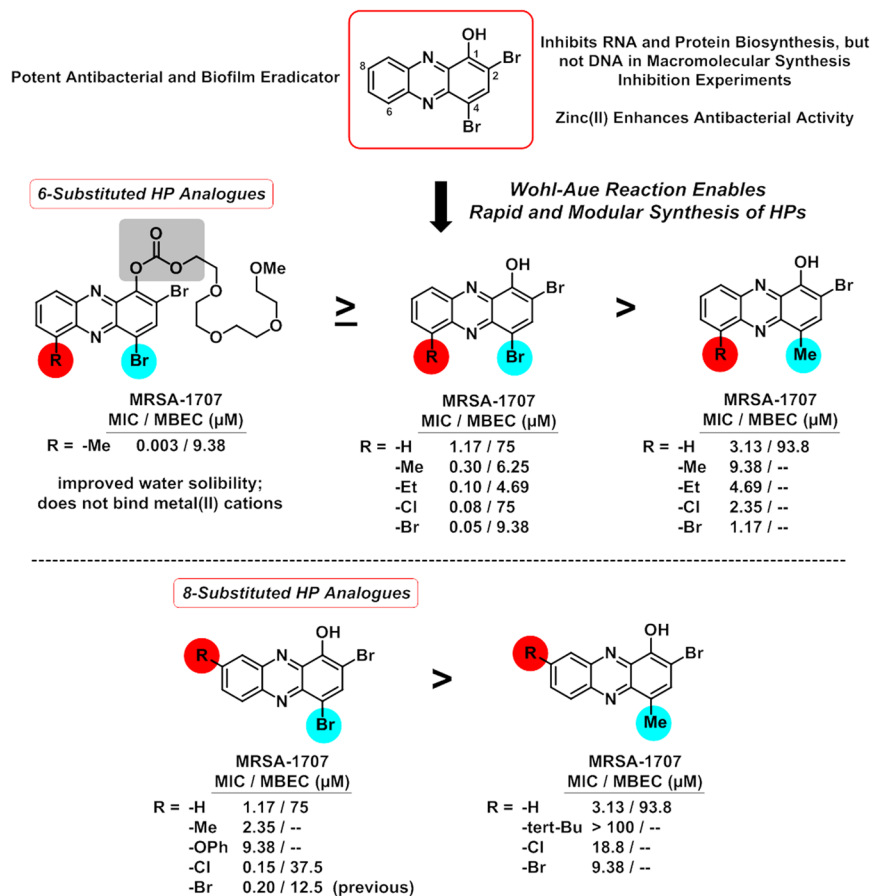 Potent Antibacterial and Biofilm Eradicator
OH
N
1
Br
8
2
N
6
4
Br
Inhibits RNA and Protein Biosynthesis, but
not DNA in Macromolecular Synthesis
Inhibition Experiments
Zinc(II) Enhances Antibacterial Activity
6-Substituted HP Analogues
Wohl-Aue Reaction Enables
Rapid and Modular Synthesis of HPs
O
O
O
OMe
N
Br
O
O
N
O
R
Br
MRSA-1707
MIC / MBEC (μM)
R = -Me 0.003 / 9.38
improved water solibility;
does not bind metal(II) cations
≥
OH
N
Br
N
R
Br
MRSA-1707
MIC / MBEC (μM)
R = -H 1.17 / 75
-Me 0.30 / 6.25
-Et 0.10 / 4.69
-Cl 0.08 / 75
-Br 0.05 / 9.38
>
OH
N
Br
N
R
Me
MRSA-1707
MIC / MBEC (μM)
R = -H 3.13 / 93.8
-Me 9.38 / --
-Et 4.69 / --
-Cl 2.35 / --
-Br 1.17 / --
8-Substituted HP Analogues
R
OH
N
Br
N
Br
MRSA-1707
MIC / MBEC (μM)
R = -H 1.17 / 75
-Me 2.35 / --
-OPh 9.38 / --
-Cl 0.15 / 37.5
-Br 0.20 / 12.5 (previous)
>
R
OH
N
Br
N
Me
MRSA-1707
MIC / MBEC (μM)
R = -H 3.13 / 93.8
-tert-Bu > 100 / --
-Cl 18.8 / --
-Br 9.38 / --